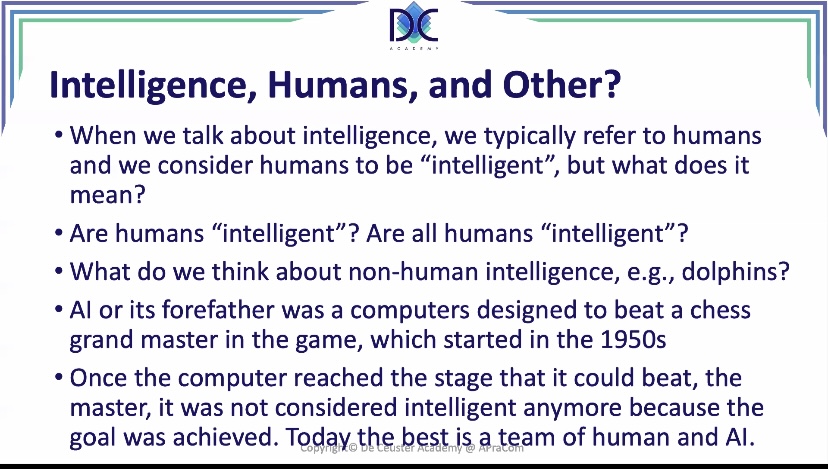 DC
ACADEMY
Intelligence, Humans, and Other?
• When we talk about intelligence, we typically refer to humans
and we consider humans to be “intelligent”, but what does it
mean?
• Are humans “intelligent”? Are all humans “intelligent”?
• What do we think about non-human intelligence, e.g., dolphins?
• AI or its forefather was a computers designed to beat a chess
grand master in the game, which started in the 1950s
• Once the computer reached the stage that it could beat, the
master, it was not considered intelligent anymore because the
goal was achieved. Today the best is a team of human and AI.
Copyright© De Ceuster Academy @ APraCom